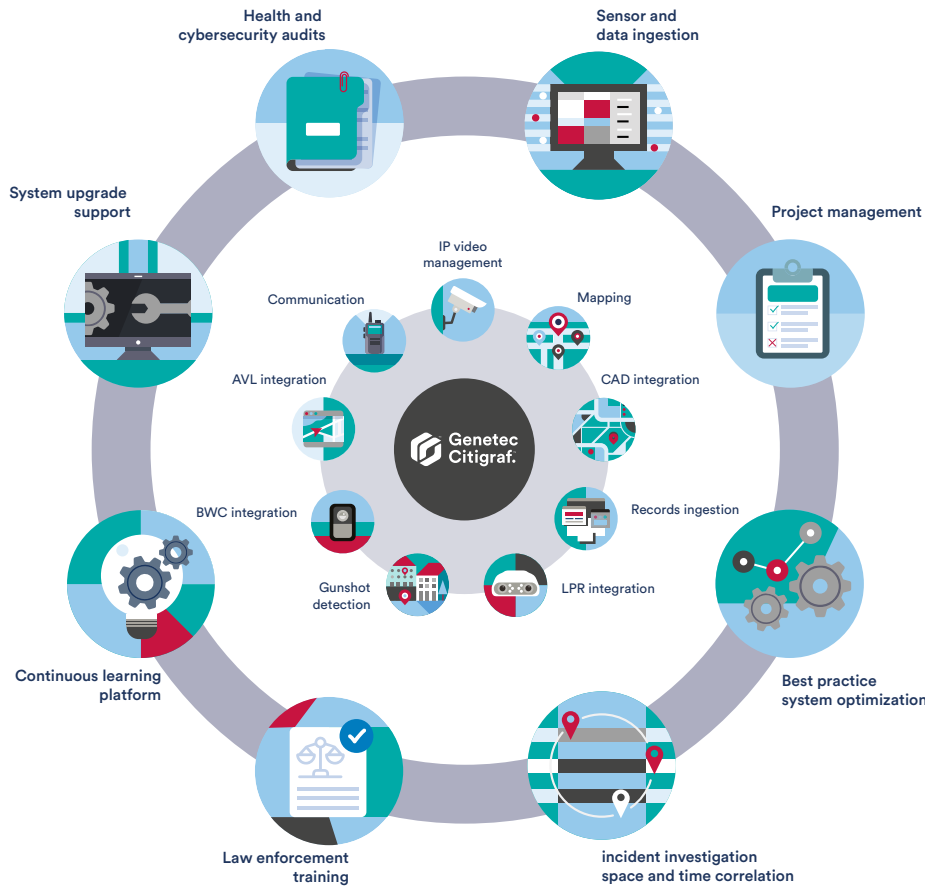 Health and
cybersecurity audits
Sensor and
data ingestion
System upgrade
support
Project management
IP video
management
Communication
Mapping
AVL integration
CAD integration
Genetec
Citigraf.
BWC integration
Records ingestion
Gunshot
detection
LPR integration
Continuous learning
platform
Best practice
system optimization
Law enforcement
training
incident investigation
space and time correlation